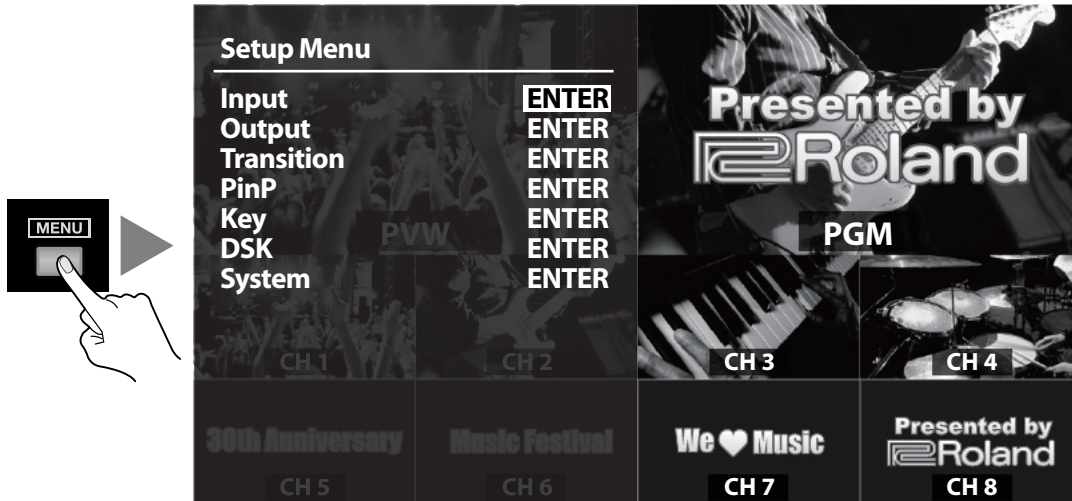 MENU
Setup Menu
Input ENTER
Output ENTER
Transition ENTER
PinP ENTER
Key ENTER
DSK ENTER
System ENTER
PVW
Presented by
Roland
PGM
CH 1
CH 2
CH 3
CH 4
30th Anniversary
CH 5
Music Festival
CH 6
We ♥ Music
CH 7
Presented by
Roland
CH 8